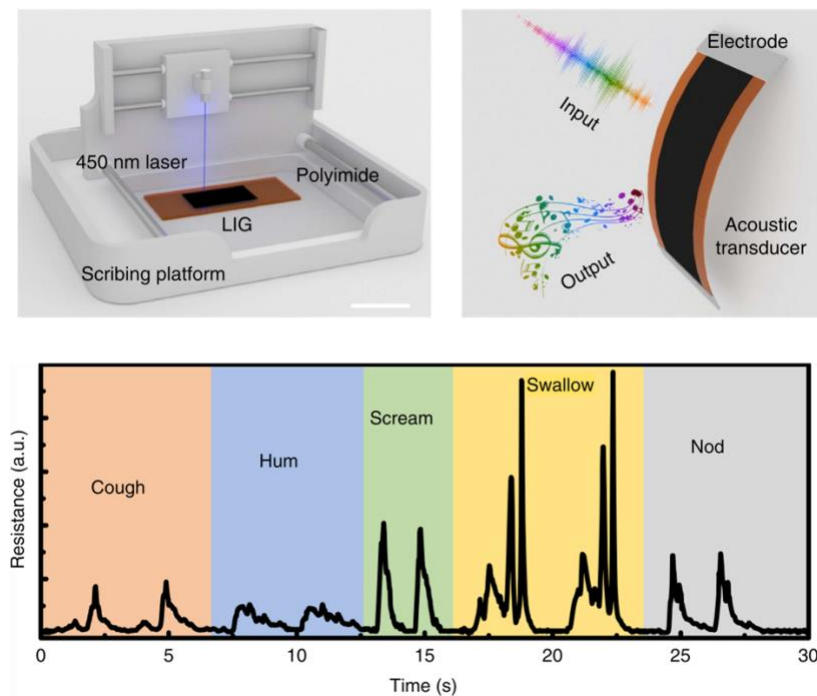 450 nm laser
Polyimide
LIG
Scribing platform
Electrode
Input
Acoustic
transducer
Output
Resistance (a.u.)
Cough
Hum
Scream
Swallow
Nod
0 5 10 15 20 25 30
Time (s)